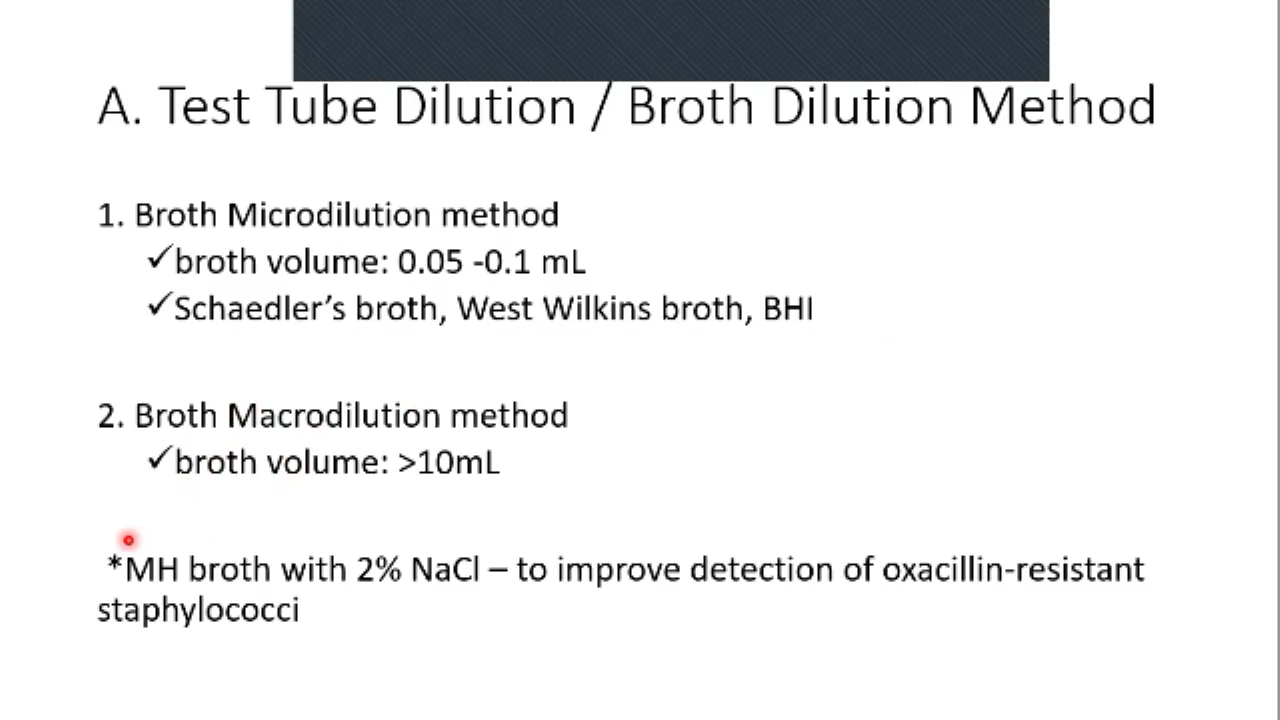 A. Test Tube Dilution / Broth Dilution Method
1. Broth Microdilution method
✓broth volume: 0.05 -0.1 mL
✓Schaedler’s broth, West Wilkins broth, BHI
2. Broth Macrodilution method
✓broth volume: >10mL
*MH broth with 2% NaCl – to improve detection of oxacillin-resistant
staphylococci